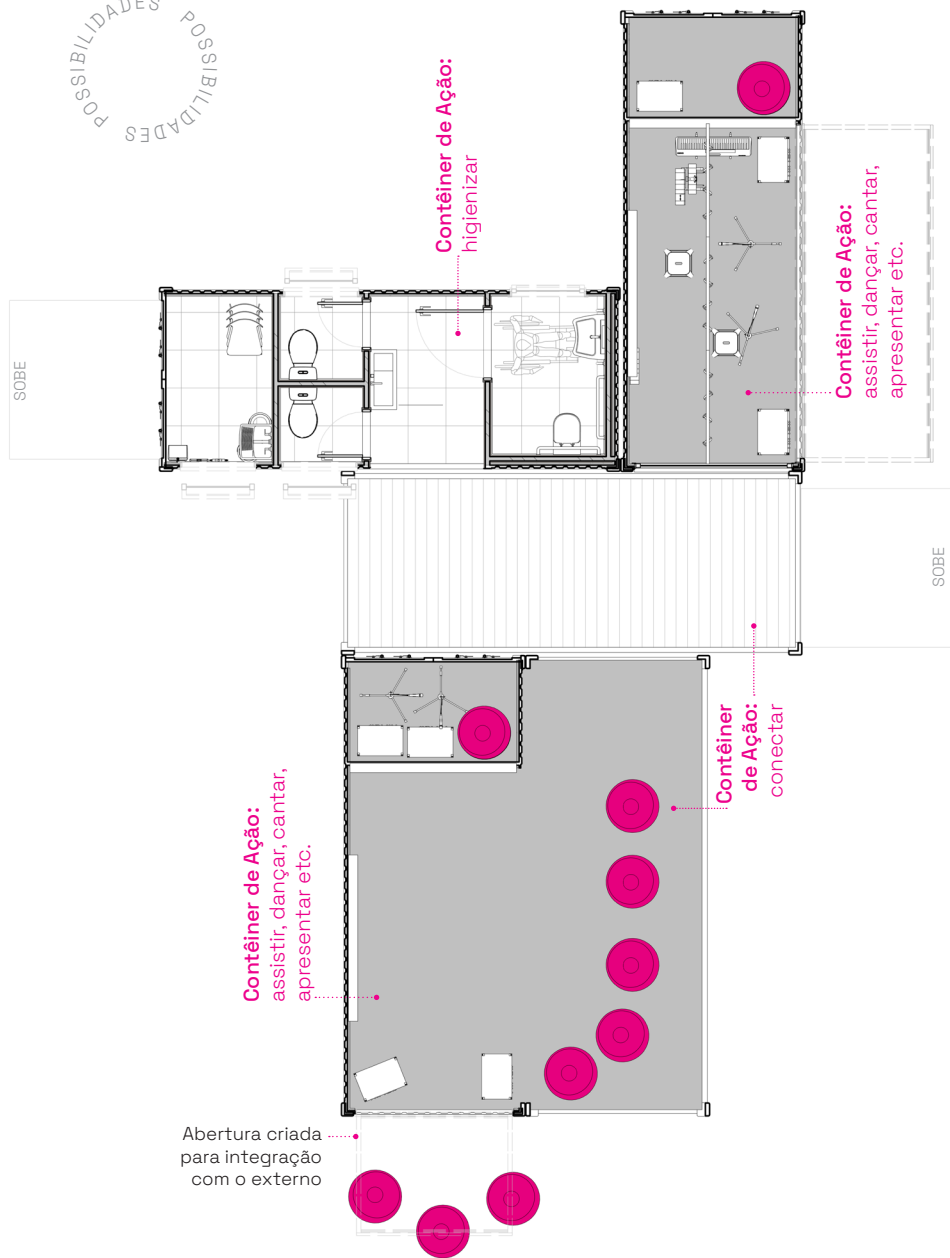 POSSIBILIDADES POSSIBILIDADES POSSIBILIDADES
SOBE
Contêiner de Ação:
higienizar
Contêiner de Ação:
assistir, dançar, cantar,
apresentar etc.
SOBE
Contêiner
de Ação:
conectar
Contêiner de Ação:
assistir, dançar, cantar,
apresentar etc.
Abertura criada
para integração
com o externo